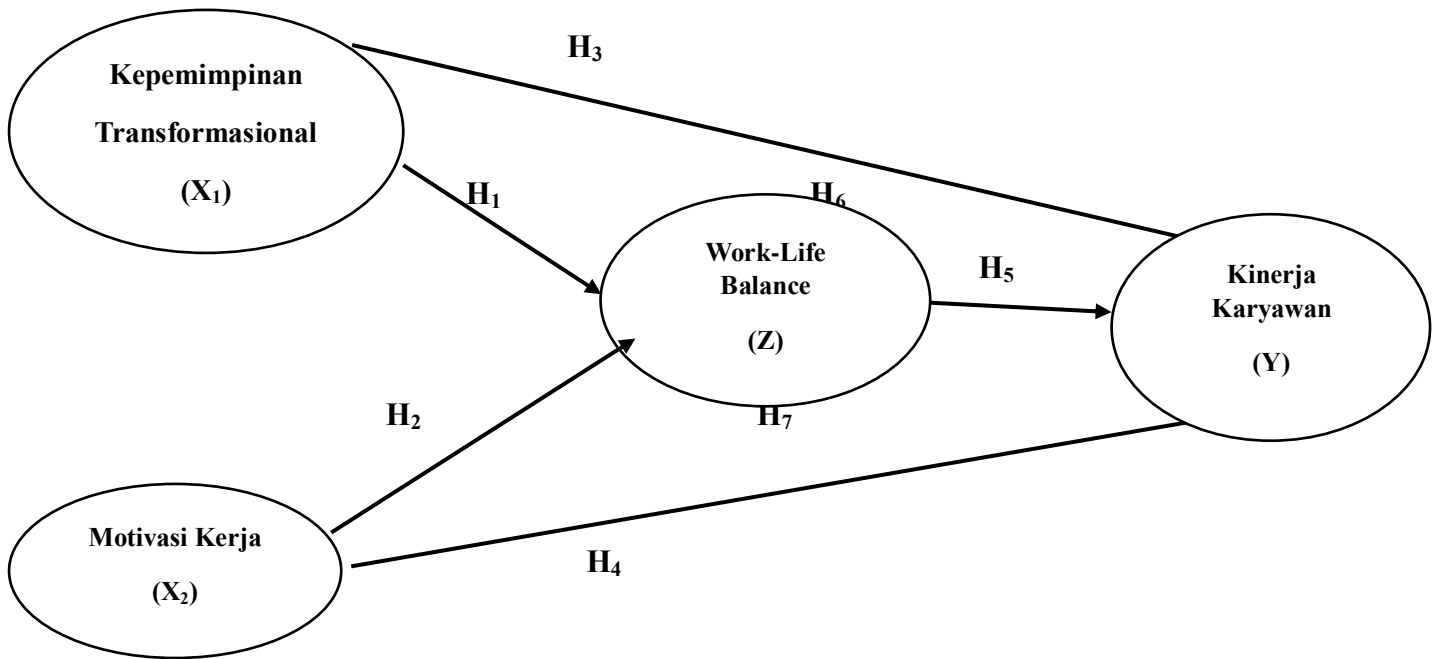 Kepemimpinan
Transformasional
(X₁)
H₃
H₁
H₆
Work-Life
Balance
(Z)
H₅
Kinerja
Karyawan
(Y)
H₂
H₇
Motivasi Kerja
(X₂)
H₄